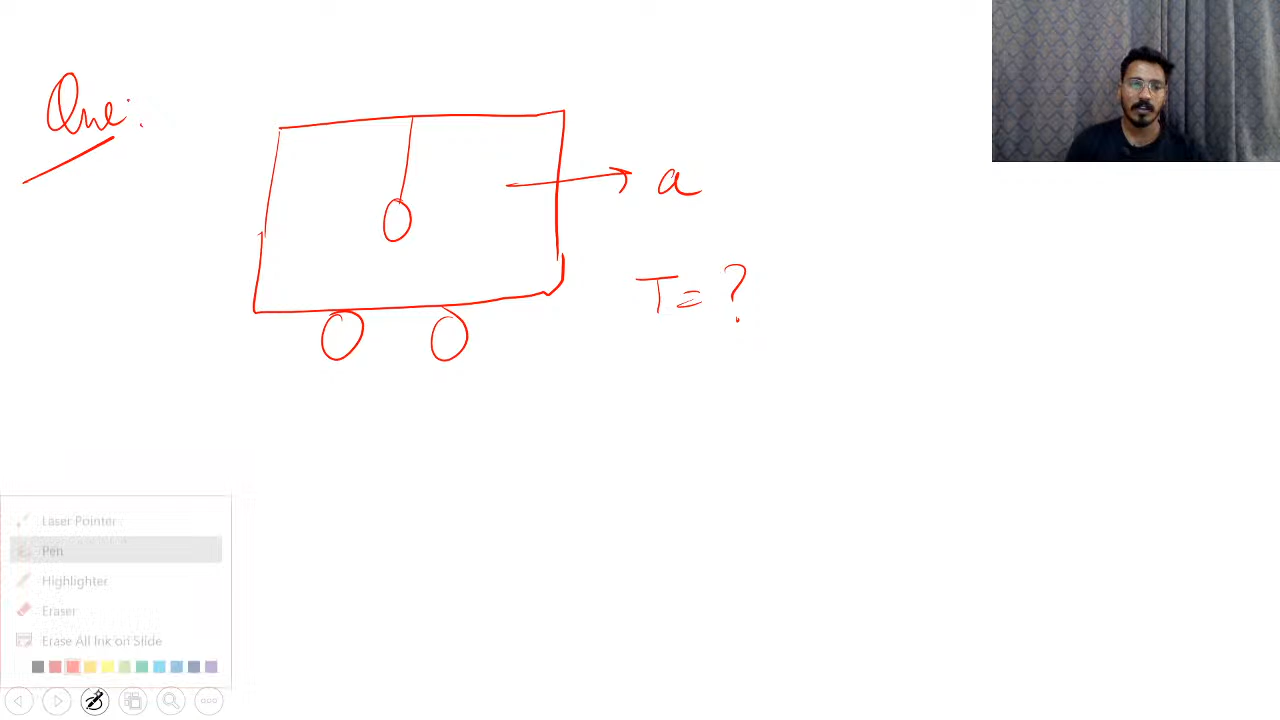 Que:
a
T = ?
Laser Pointer
Pen
Highlighter
Eraser
Erase All Ink on Slide